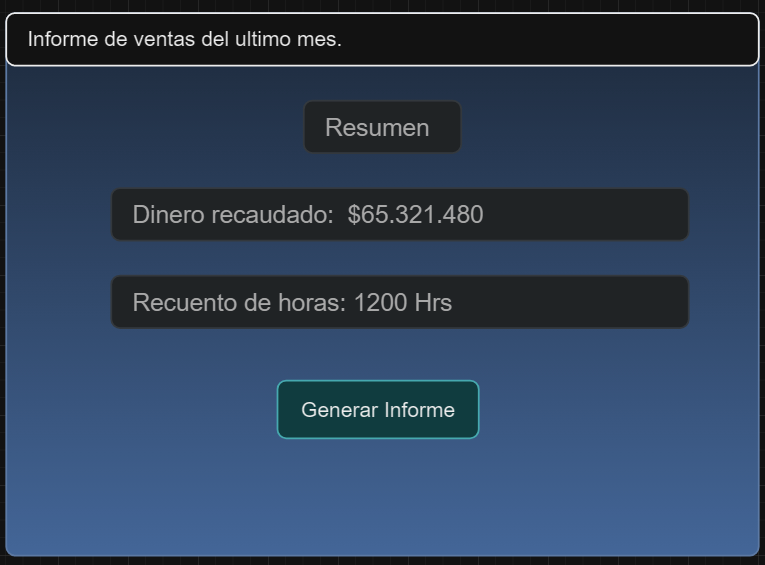 Informe de ventas del ultimo mes.
Resumen
Dinero recaudado:  $65.321.480
Recuento de horas: 1200 Hrs
Generar Informe